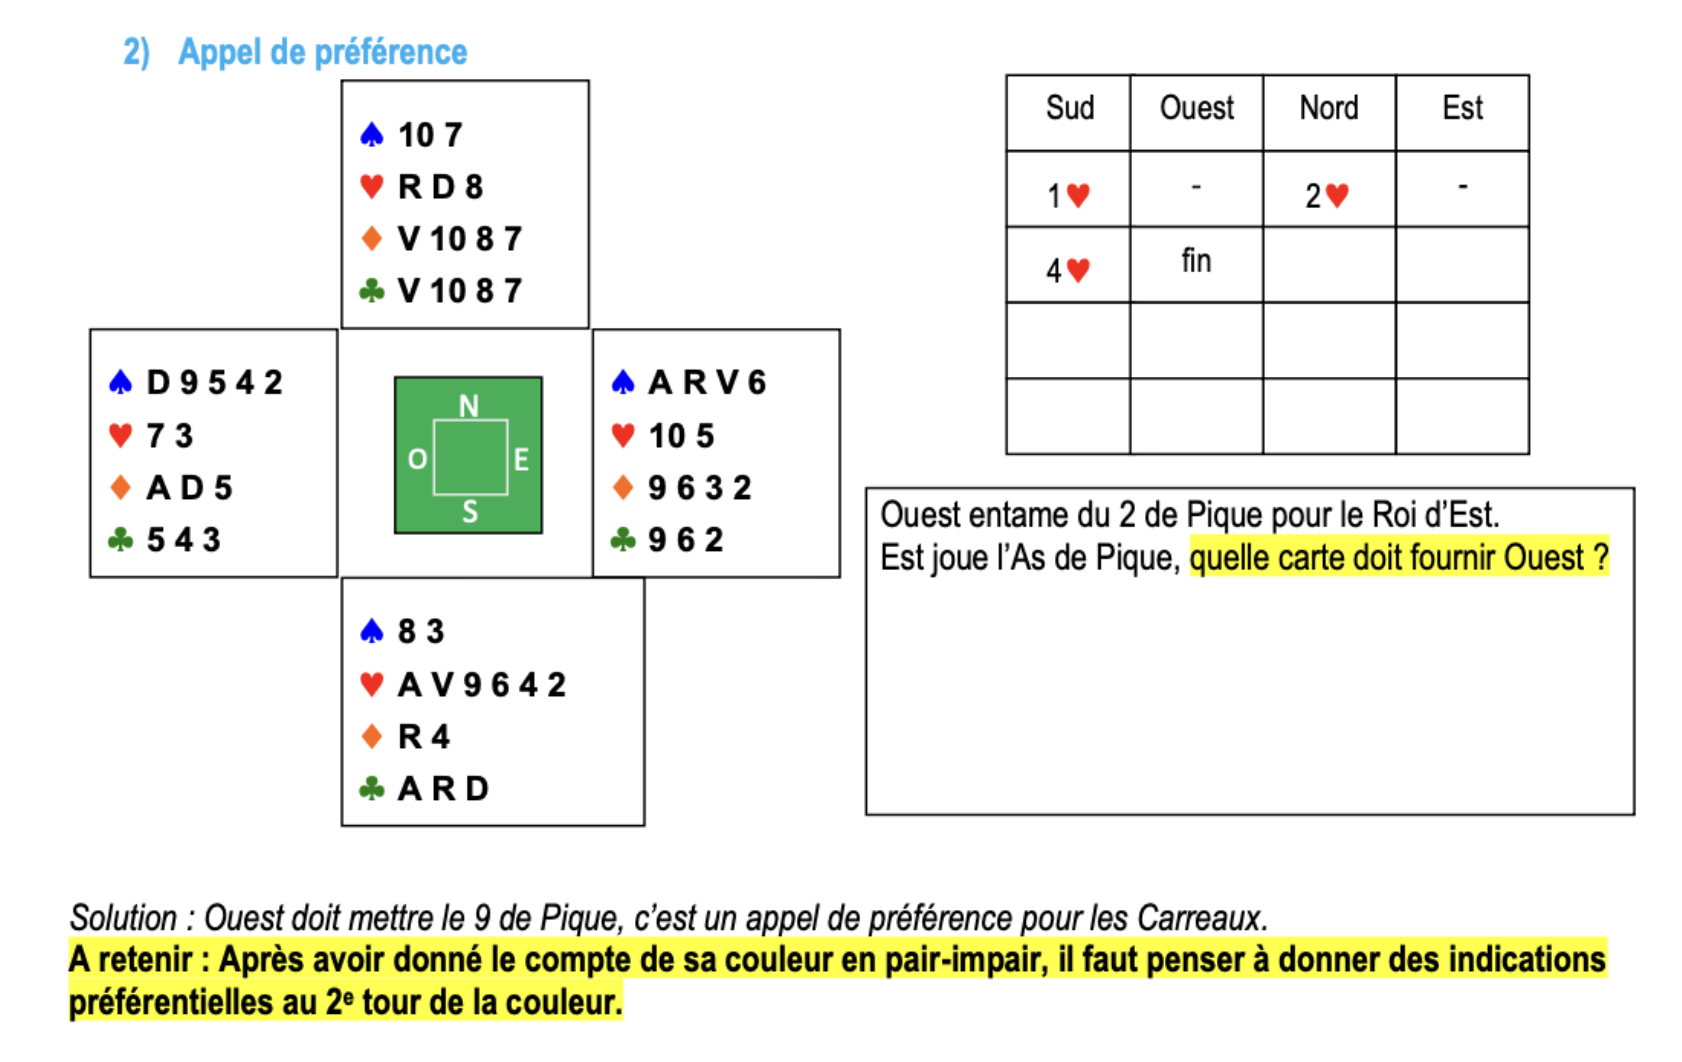 2) Appel de préférence
♠ 10 7
♥ R D 8
♦ V 10 8 7
♣ V 10 8 7
♠ D 9 5 4 2
♥ 7 3
♦ A D 5
♣ 5 4 3
N
O E
S
♠ A R V 6
♥ 10 5
♦ 9 6 3 2
♣ 9 6 2
♠ 8 3
♥ A V 9 6 4 2
♦ R 4
♣ A R D
Sud Ouest Nord Est
1♥ - 2♥ -
4♥ fin
Ouest entame du 2 de Pique pour le Roi d’Est.
Est joue l’As de Pique, quelle carte doit fournir Ouest ?
Solution : Ouest doit mettre le 9 de Pique, c’est un appel de préférence pour les Carreaux.
A retenir : Après avoir donné le compte de sa couleur en pair-impair, il faut penser à donner des indications
préférentielles au 2e tour de la couleur.